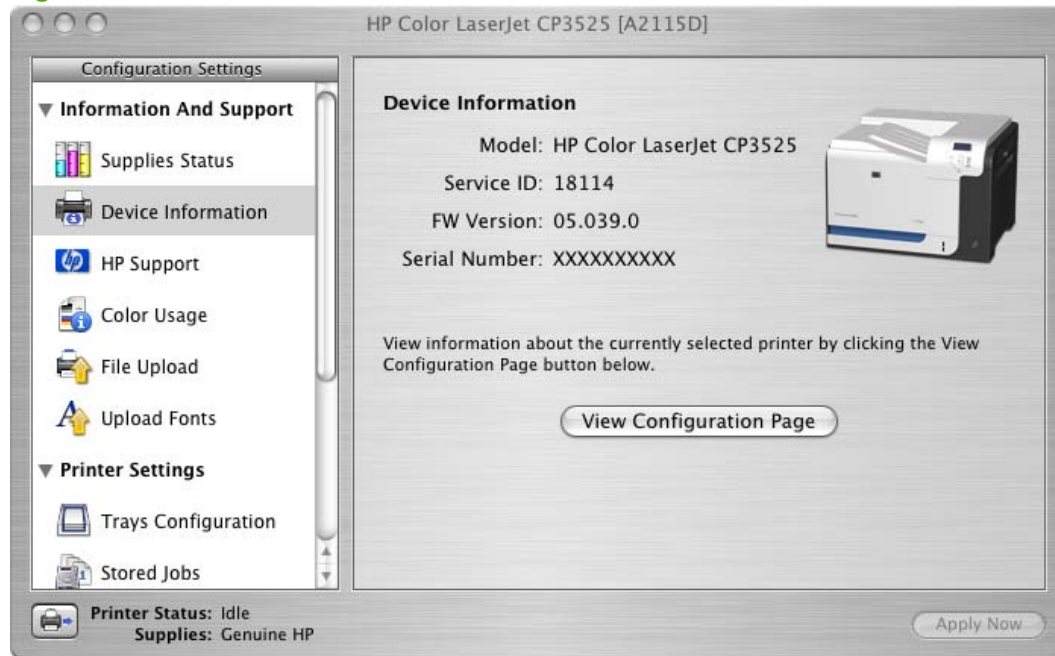 HP Color LaserJet CP3525 [A2115D]
Configuration Settings
Information And Support
Supplies Status
Device Information
HP Support
Color Usage
File Upload
Upload Fonts
Printer Settings
Trays Configuration
Stored Jobs
Device Information
Model: HP Color LaserJet CP3525
Service ID: 18114
FW Version: 05.039.0
Serial Number: XXXXXXXXXX
View information about the currently selected printer by clicking the View
Configuration Page button below.
View Configuration Page
Printer Status: Idle
Supplies: Genuine HP
Apply Now